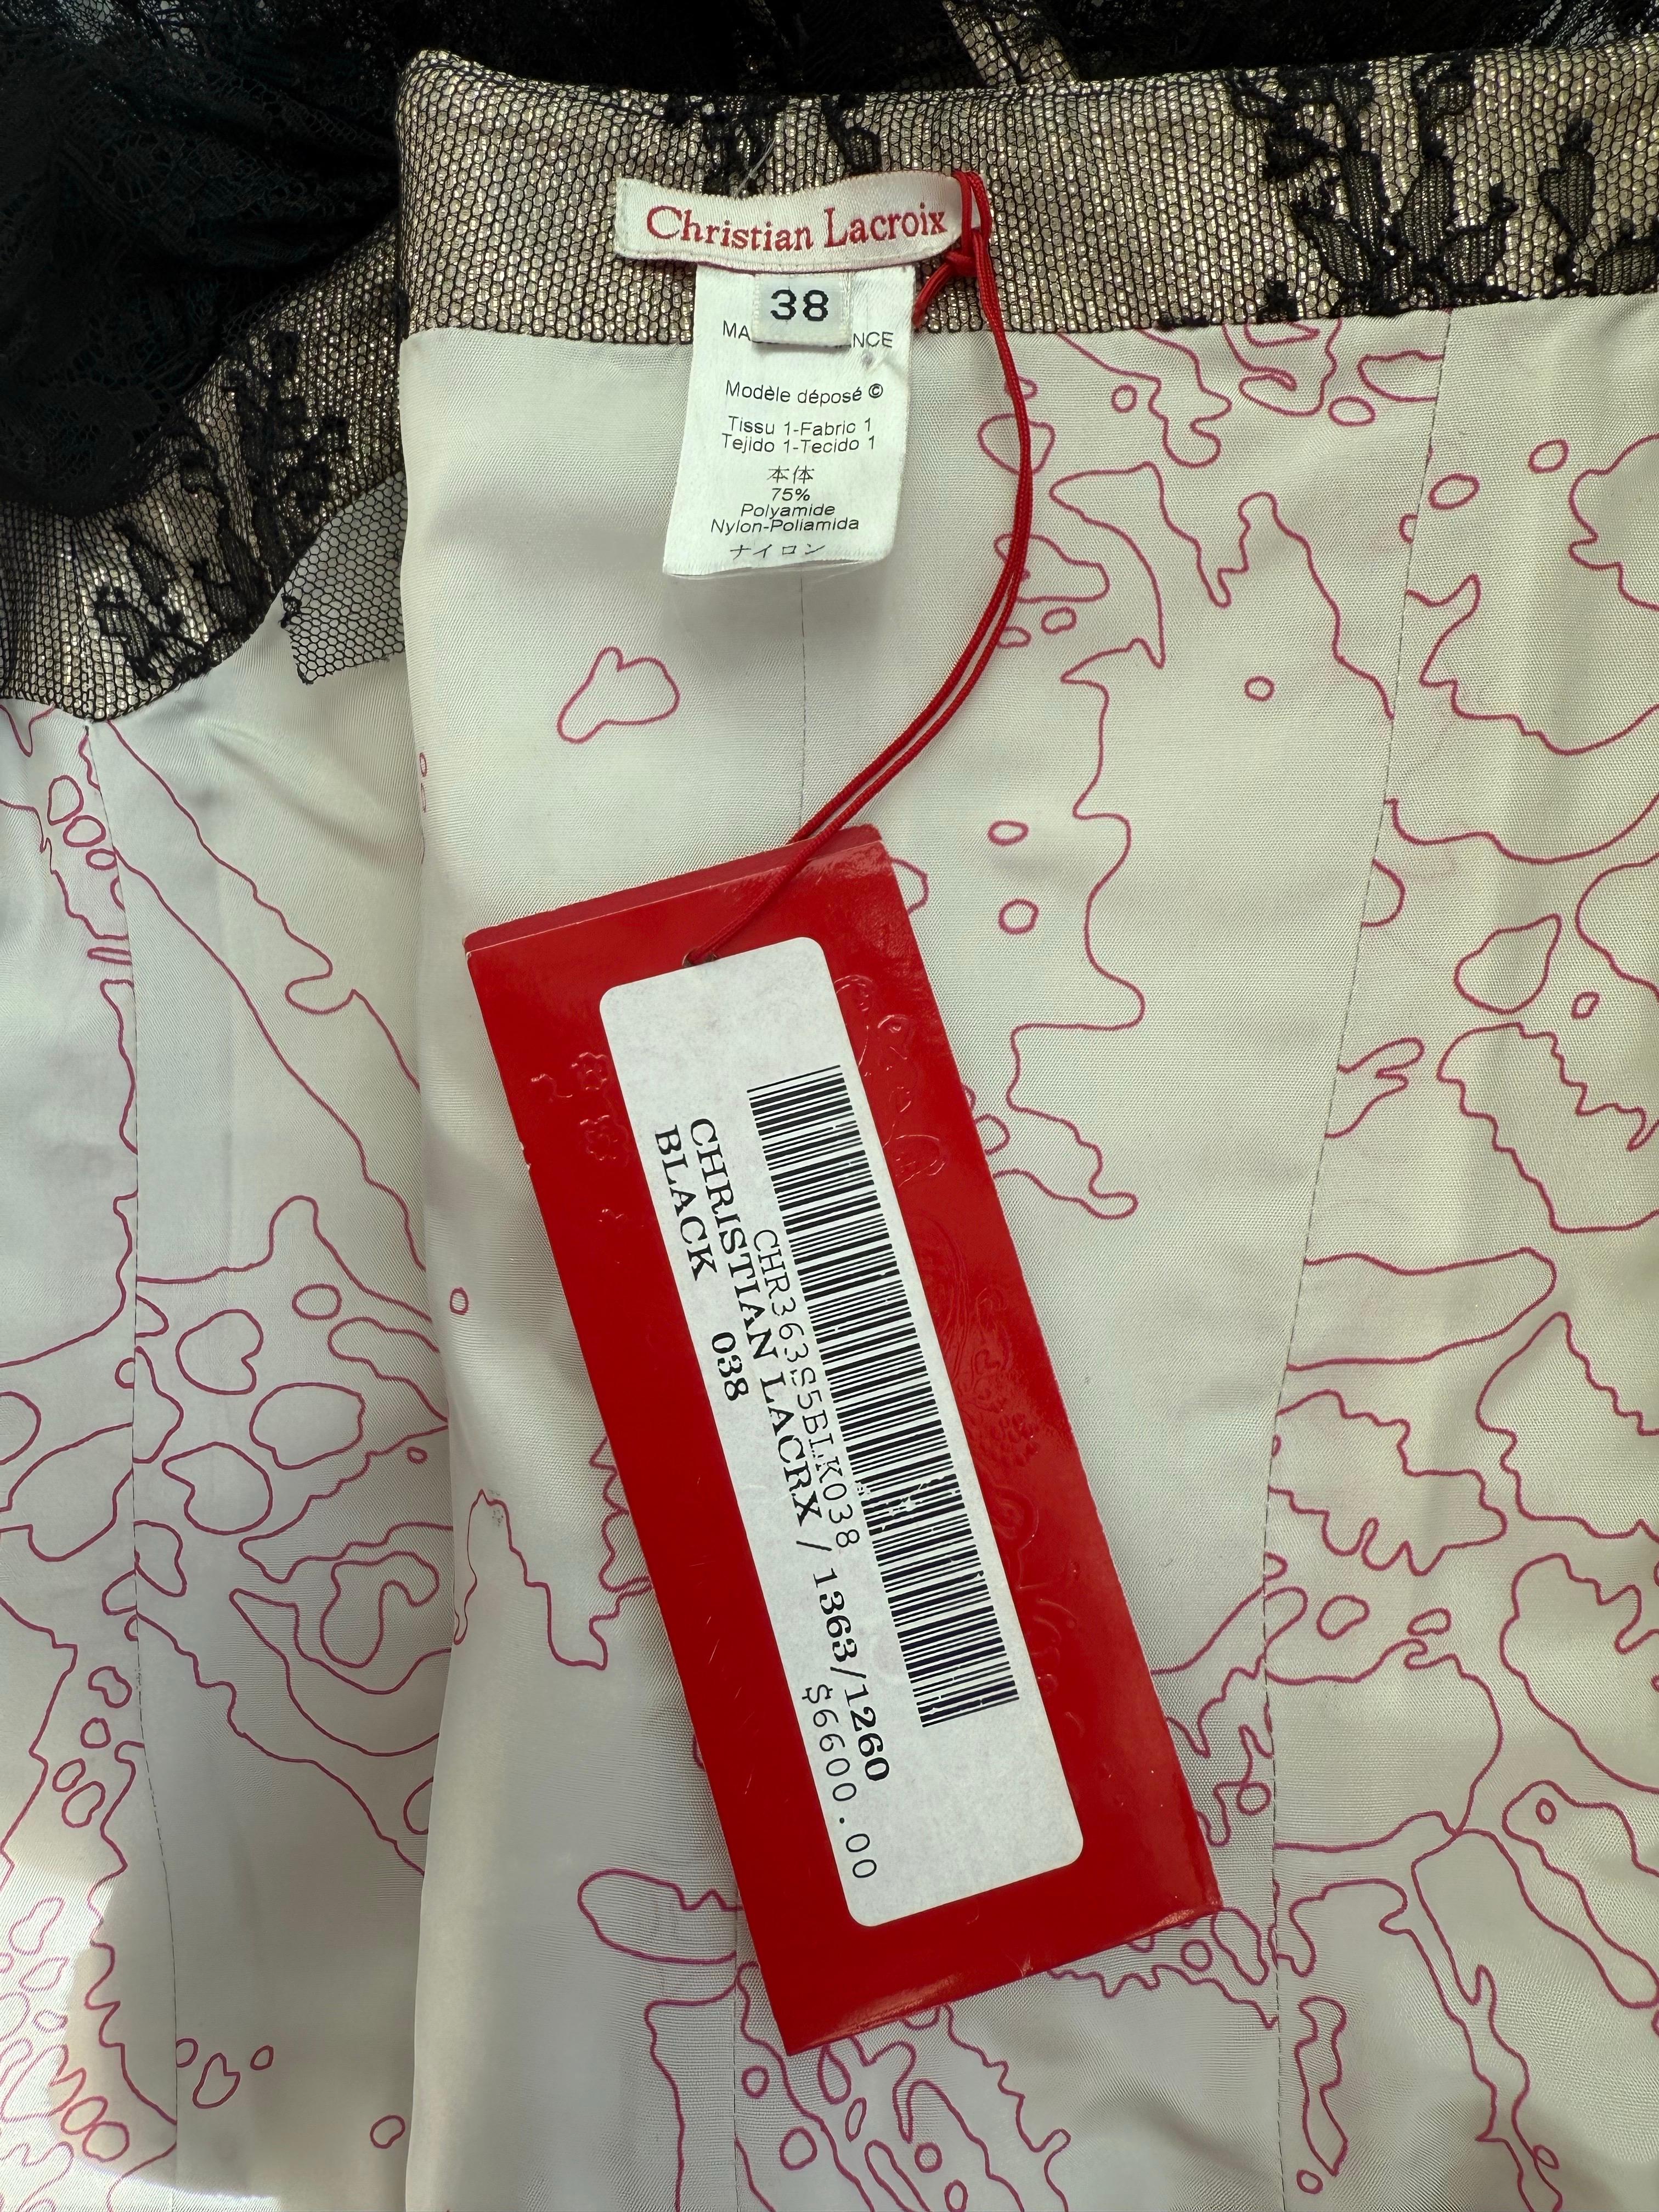 Christian Lacroix
38
MA NCE
Modèle déposé ©
Tissu 1-Fabric 1
Tejido 1-Tecido 1
本体
75%
Polyamide
Nylon-Poliamida
ナイロン
CHR363S5BLK038
CHRISTIAN LACRX / 1363/1260
BLACK 038 $6600.00